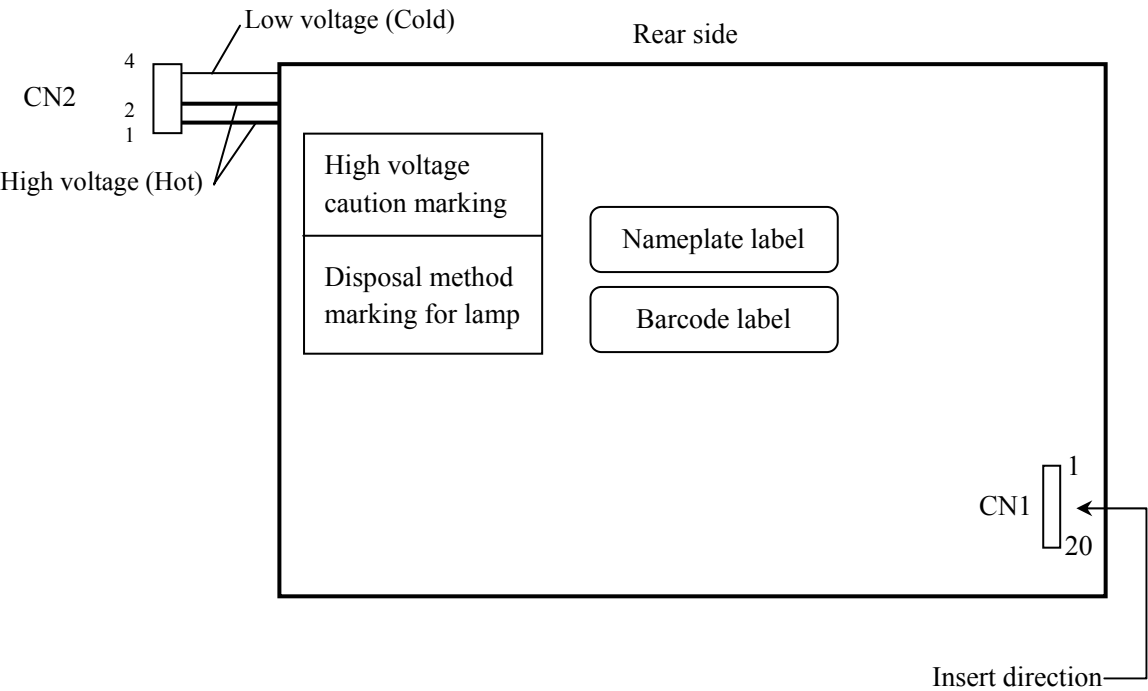 Low voltage (Cold)
Rear side
4
CN2
2
1
High voltage (Hot)
High voltage
caution marking
Nameplate label
Disposal method
marking for lamp
Barcode label
1
CN1
20
Insert direction